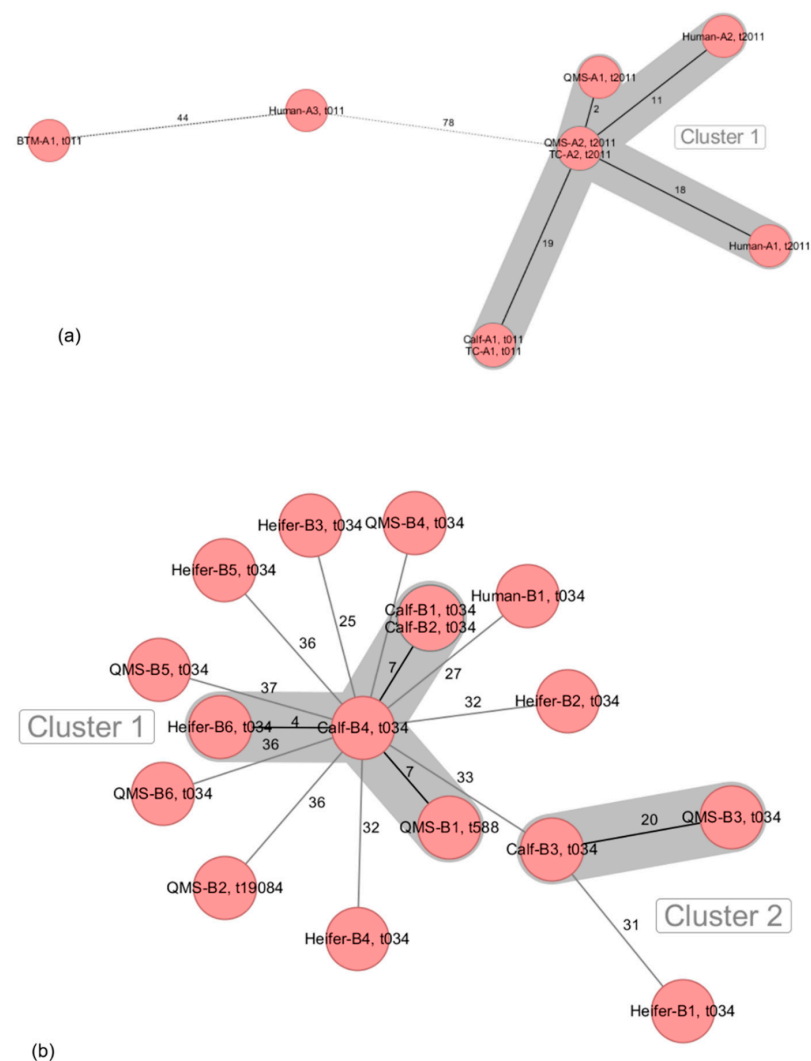 Human-A2, t2011
QMS-A1, t2011
11
2
44
Human-A3, t011
78
BTM-A1, t011
QMS-A2, t2011
TC-A2, t2011
Cluster 1
18
19
Human-A1, t2011
(a)
Calf-A1, t011
TC-A1, t011
Heifer-B3, t034
QMS-B4, t034
Heifer-B5, t034
Calf-B1, t034
Calf-B2, t034
Human-B1, t034
25
36
7
27
QMS-B5, t034
37
32
Heifer-B2, t034
Cluster 1
Heifer-B6, t034
4
Calf-B4, t034
36
33
7
QMS-B6, t034
36
32
QMS-B1, t588
20
QMS-B3, t034
Calf-B3, t034
QMS-B2, t19084
Cluster 2
31
Heifer-B4, t034
Heifer-B1, t034
(b)